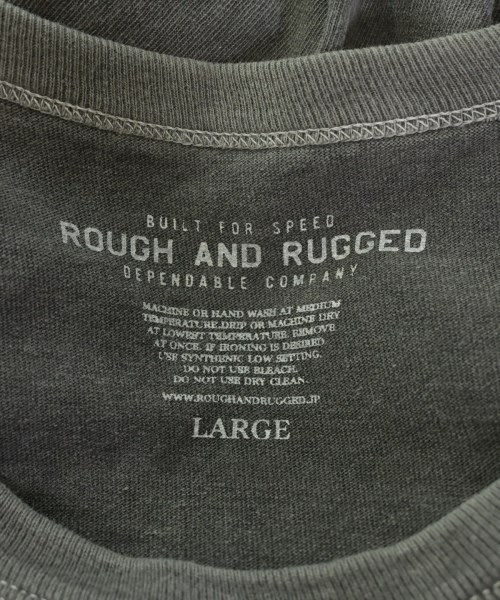 BUILT FOR SPEED
ROUGH AND RUGGED
DEPENDABLE COMPANY
MACHINE OR HAND WASH AT MEDIUM
TEMPERATURE.DRIP OR MACHINE DRY
AT LOWEST TEMPERATURE. REMOVE
AT ONCE. IF IRONING IS DESIRED
USE SYNTHENIC LOW SETTING.
DO NOT USE BLEACH.
DO NOT USE DRY CLEAN.
WWW.ROUGHANDRUGGED.JP
LARGE